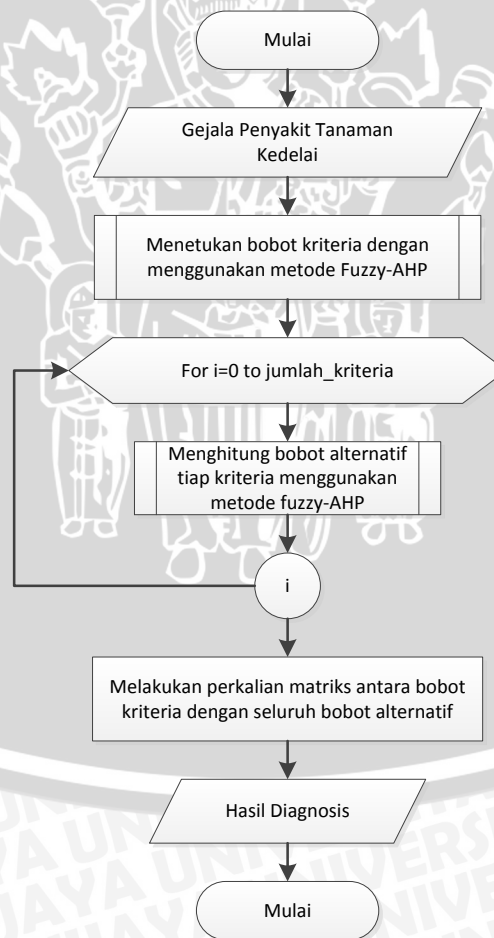 Mulai
Gejala Penyakit Tanaman
Kedelai
Menetukan bobot kriteria dengan
menggunakan metode Fuzzy-AHP
For i=0 to jumlah_kriteria
Menghitung bobot alternatif
tiap kriteria menggunakan
metode fuzzy-AHP
i
Melakukan perkalian matriks antara bobot
kriteria dengan seluruh bobot alternatif
Hasil Diagnosis
Mulai